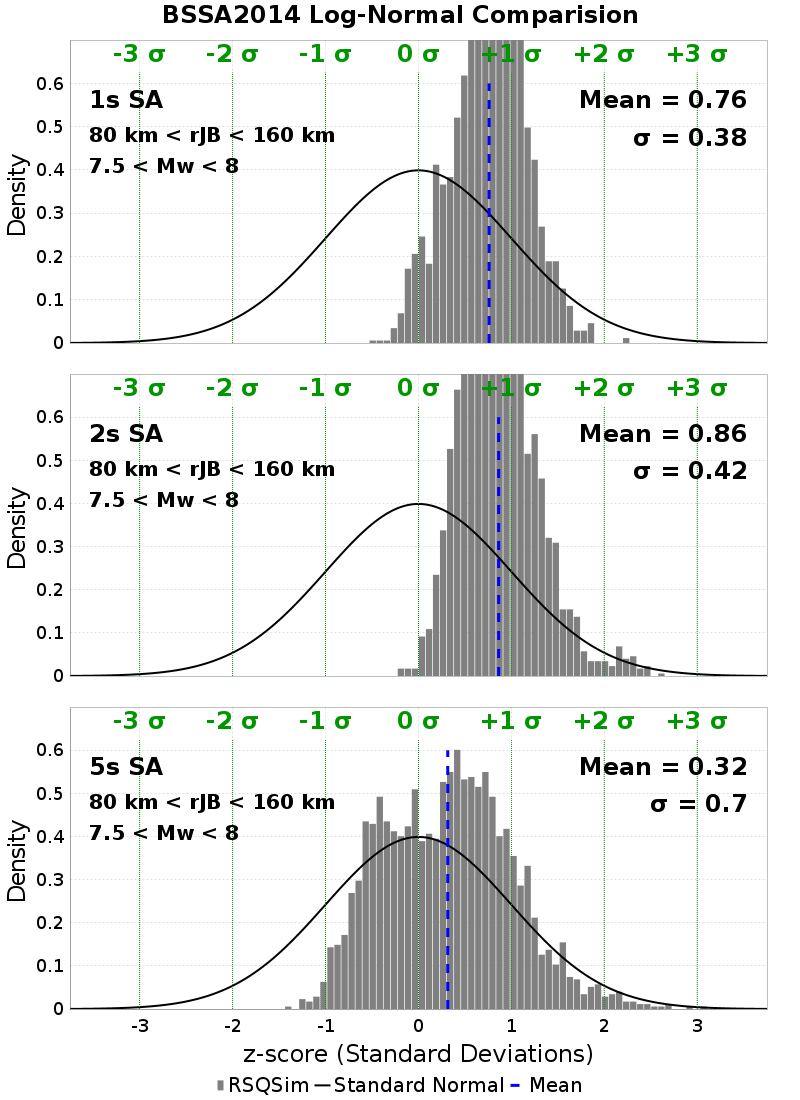 BSSA2014 Log-Normal Comparision
-3 σ -2 σ -1 σ 0 σ +1 σ +2 σ +3 σ
1s SA
80 km < rJB < 160 km
7.5 < Mw < 8
Mean = 0.76
σ = 0.38
Density
0.6
0.5
0.4
0.3
0.2
0.1
0
-3 σ -2 σ -1 σ 0 σ +1 σ +2 σ +3 σ
2s SA
80 km < rJB < 160 km
7.5 < Mw < 8
Mean = 0.86
σ = 0.42
Density
0.6
0.5
0.4
0.3
0.2
0.1
0
-3 σ -2 σ -1 σ 0 σ +1 σ +2 σ +3 σ
5s SA
80 km < rJB < 160 km
7.5 < Mw < 8
Mean = 0.32
σ = 0.7
Density
0.6
0.5
0.4
0.3
0.2
0.1
0
-3 -2 -1 0 1 2 3
z-score (Standard Deviations)
RSQSim Standard Normal Mean